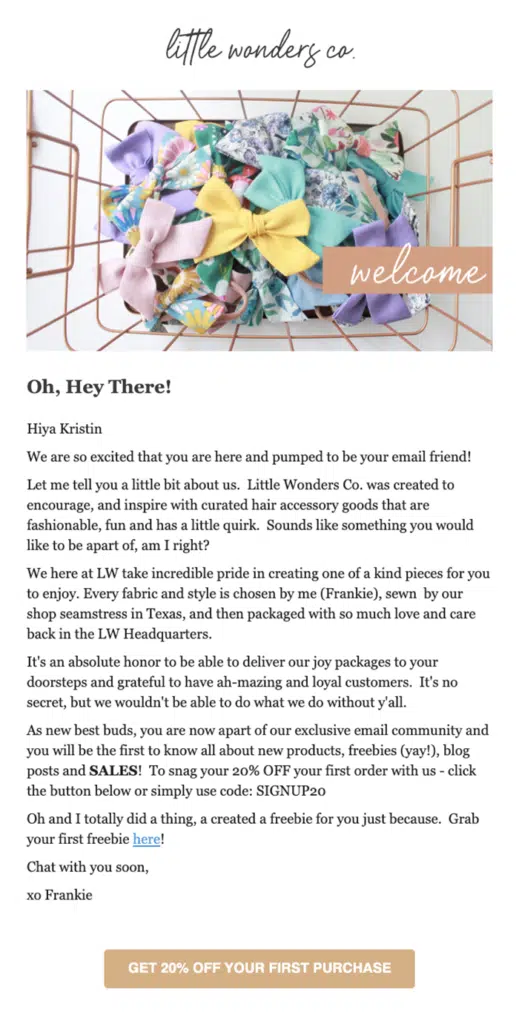 little wonders co.
welcome
Oh, Hey There!
Hiya Kristin
We are so excited that you are here and pumped to be your email friend!
Let me tell you a little bit about us.  Little Wonders Co. was created to
encourage, and inspire with curated hair accessory goods that are
fashionable, fun and has a little quirk.  Sounds like something you would
like to be apart of, am I right?
We here at LW take incredible pride in creating one of a kind pieces for you
to enjoy. Every fabric and style is chosen by me (Frankie), sewn  by our
shop seamstress in Texas, and then packaged with so much love and care
back in the LW Headquarters.
It's an absolute honor to be able to deliver our joy packages to your
doorsteps and grateful to have ah-mazing and loyal customers.  It's no
secret, but we wouldn't be able to do what we do without y'all.
As new best buds, you are now apart of our exclusive email community and
you will be the first to know all about new products, freebies (yay!), blog
posts and SALES!  To snag your 20% OFF your first order with us - click
the button below or simply use code: SIGNUP20
Oh and I totally did a thing, a created a freebie for you just because.  Grab
your first freebie here!
Chat with you soon,
xo Frankie
GET 20% OFF YOUR FIRST PURCHASE